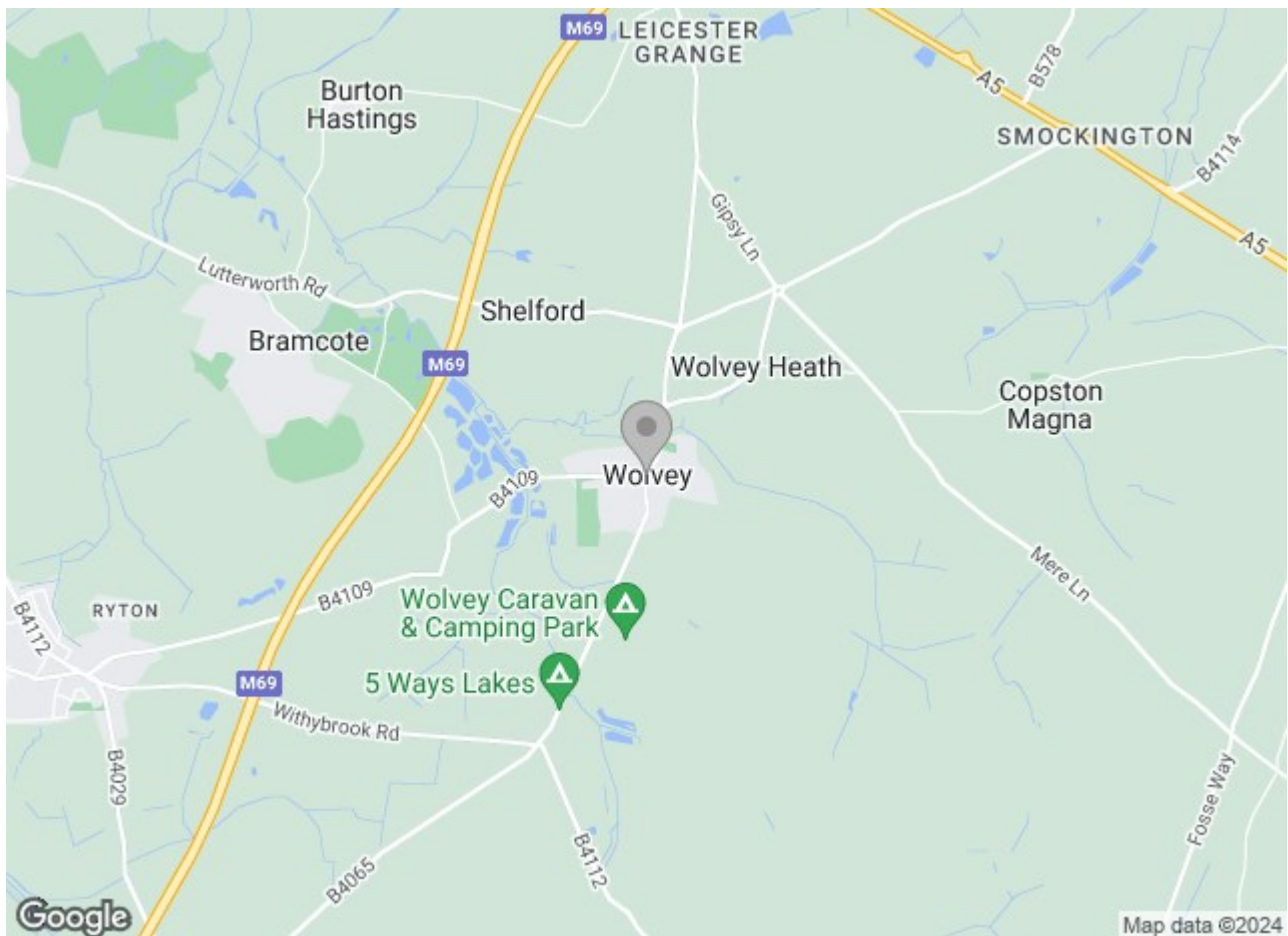 M69
LEICESTER
GRANGE
Burton
Hastings
A5
B578
SMOCKINGTON
B4114
A5
Gipsy Ln
Lutterworth Rd
Shelford
Bramcote
M69
Wolvey Heath
Copston
Magna
Wolvey
B4109
Mere Ln
B4109
Wolvey Caravan
& Camping Park
RYTON
B4112
5 Ways Lakes
M69
Withybrook Rd
B4029
Fosse Way
B4065
B4112
Google
Map data ©2024